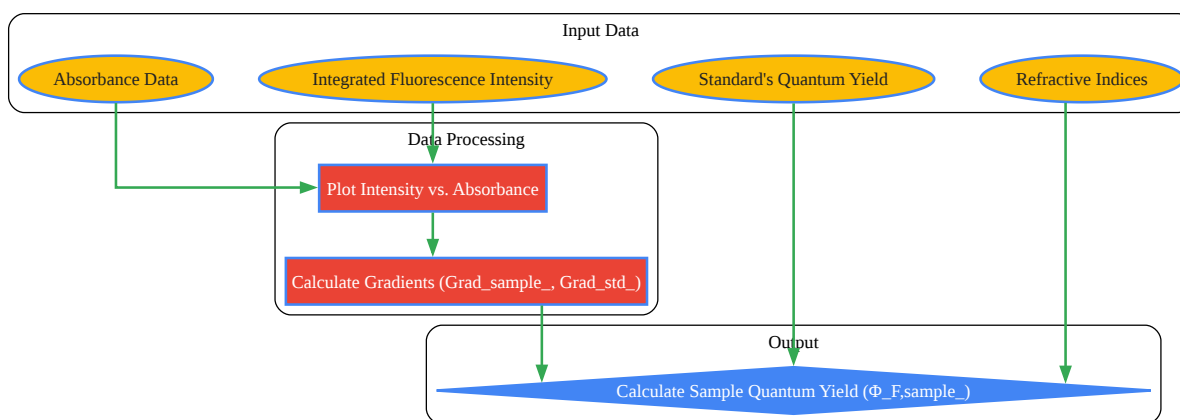 Input Data
Absorbance Data
Integrated Fluorescence Intensity
Standard's Quantum Yield
Refractive Indices
Data Processing
Plot Intensity vs. Absorbance
Calculate Gradients (Grad_sample_, Grad_std_)
Output
Calculate Sample Quantum Yield (Φ_F,sample_)